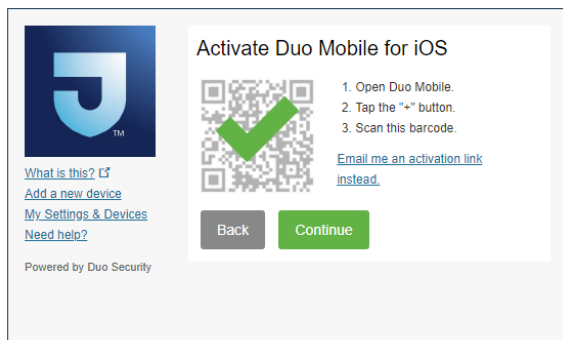 TM
What is this?
Add a new device
My Settings & Devices
Need help?
Powered by Duo Security
Activate Duo Mobile for iOS
1. Open Duo Mobile.
2. Tap the "+" button.
3. Scan this barcode.
Email me an activation link
instead.
Back
Continue